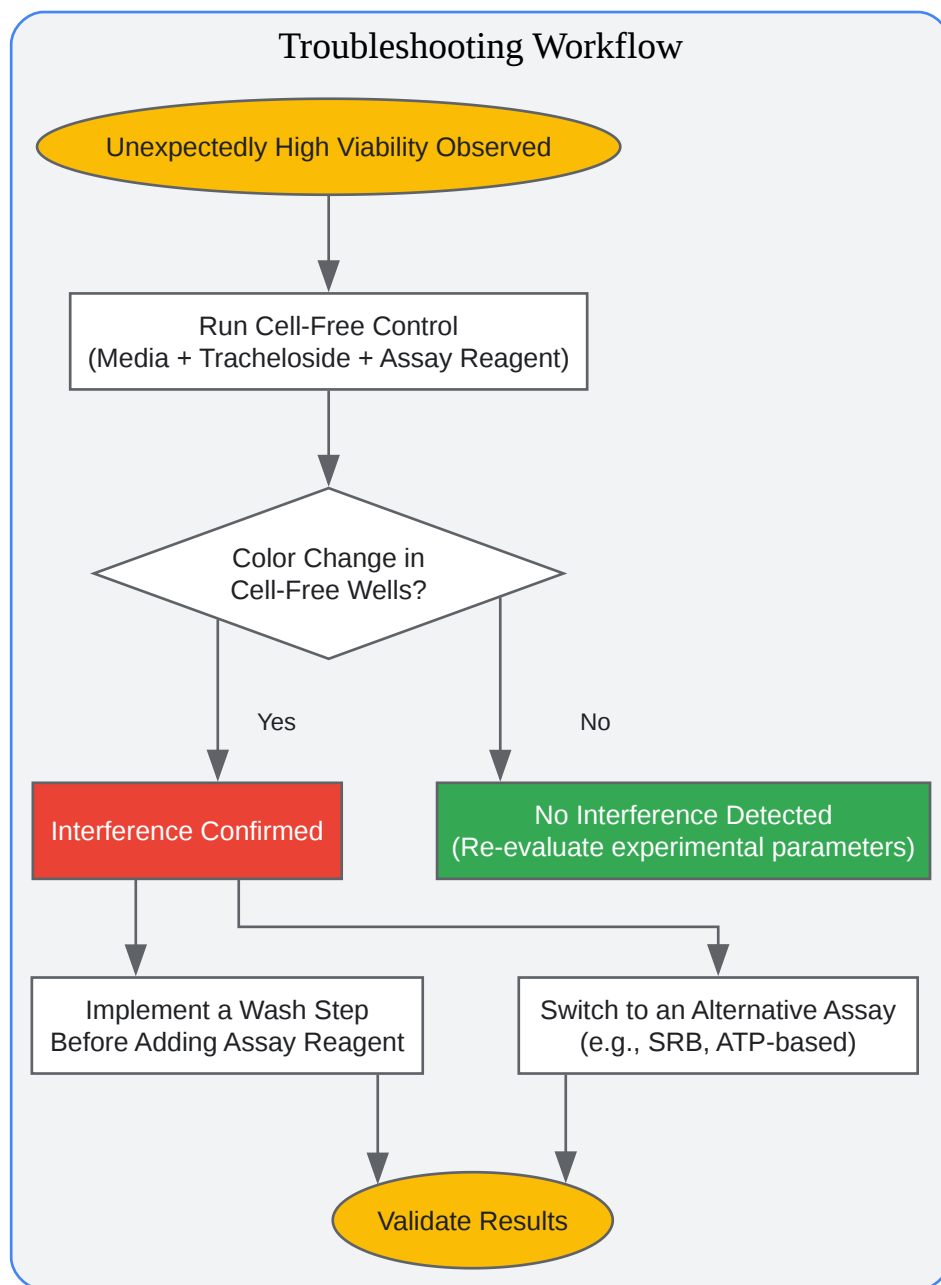 Troubleshooting Workflow
Unexpectedly High Viability Observed
Run Cell-Free Control
(Media + Tracheloside + Assay Reagent)
Color Change in
Cell-Free Wells?
Yes
No
Interference Confirmed
No Interference Detected
(Re-evaluate experimental parameters)
Implement a Wash Step
Before Adding Assay Reagent
Switch to an Alternative Assay
(e.g., SRB, ATP-based)
Validate Results